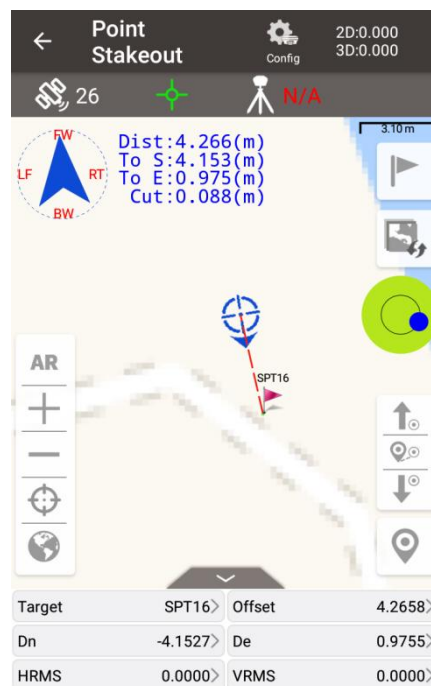 Point Stakeout
Config
2D:0.000
3D:0.000
26
N/A
FW
LF
RT
BW
Dist:4.266(m)
To S:4.153(m)
To E:0.975(m)
Cut:0.088(m)
3.10 m
AR
SPT16
Target SPT16 Offset 4.2658
Dn -4.1527 De 0.9755
HRMS 0.0000 VRMS 0.0000